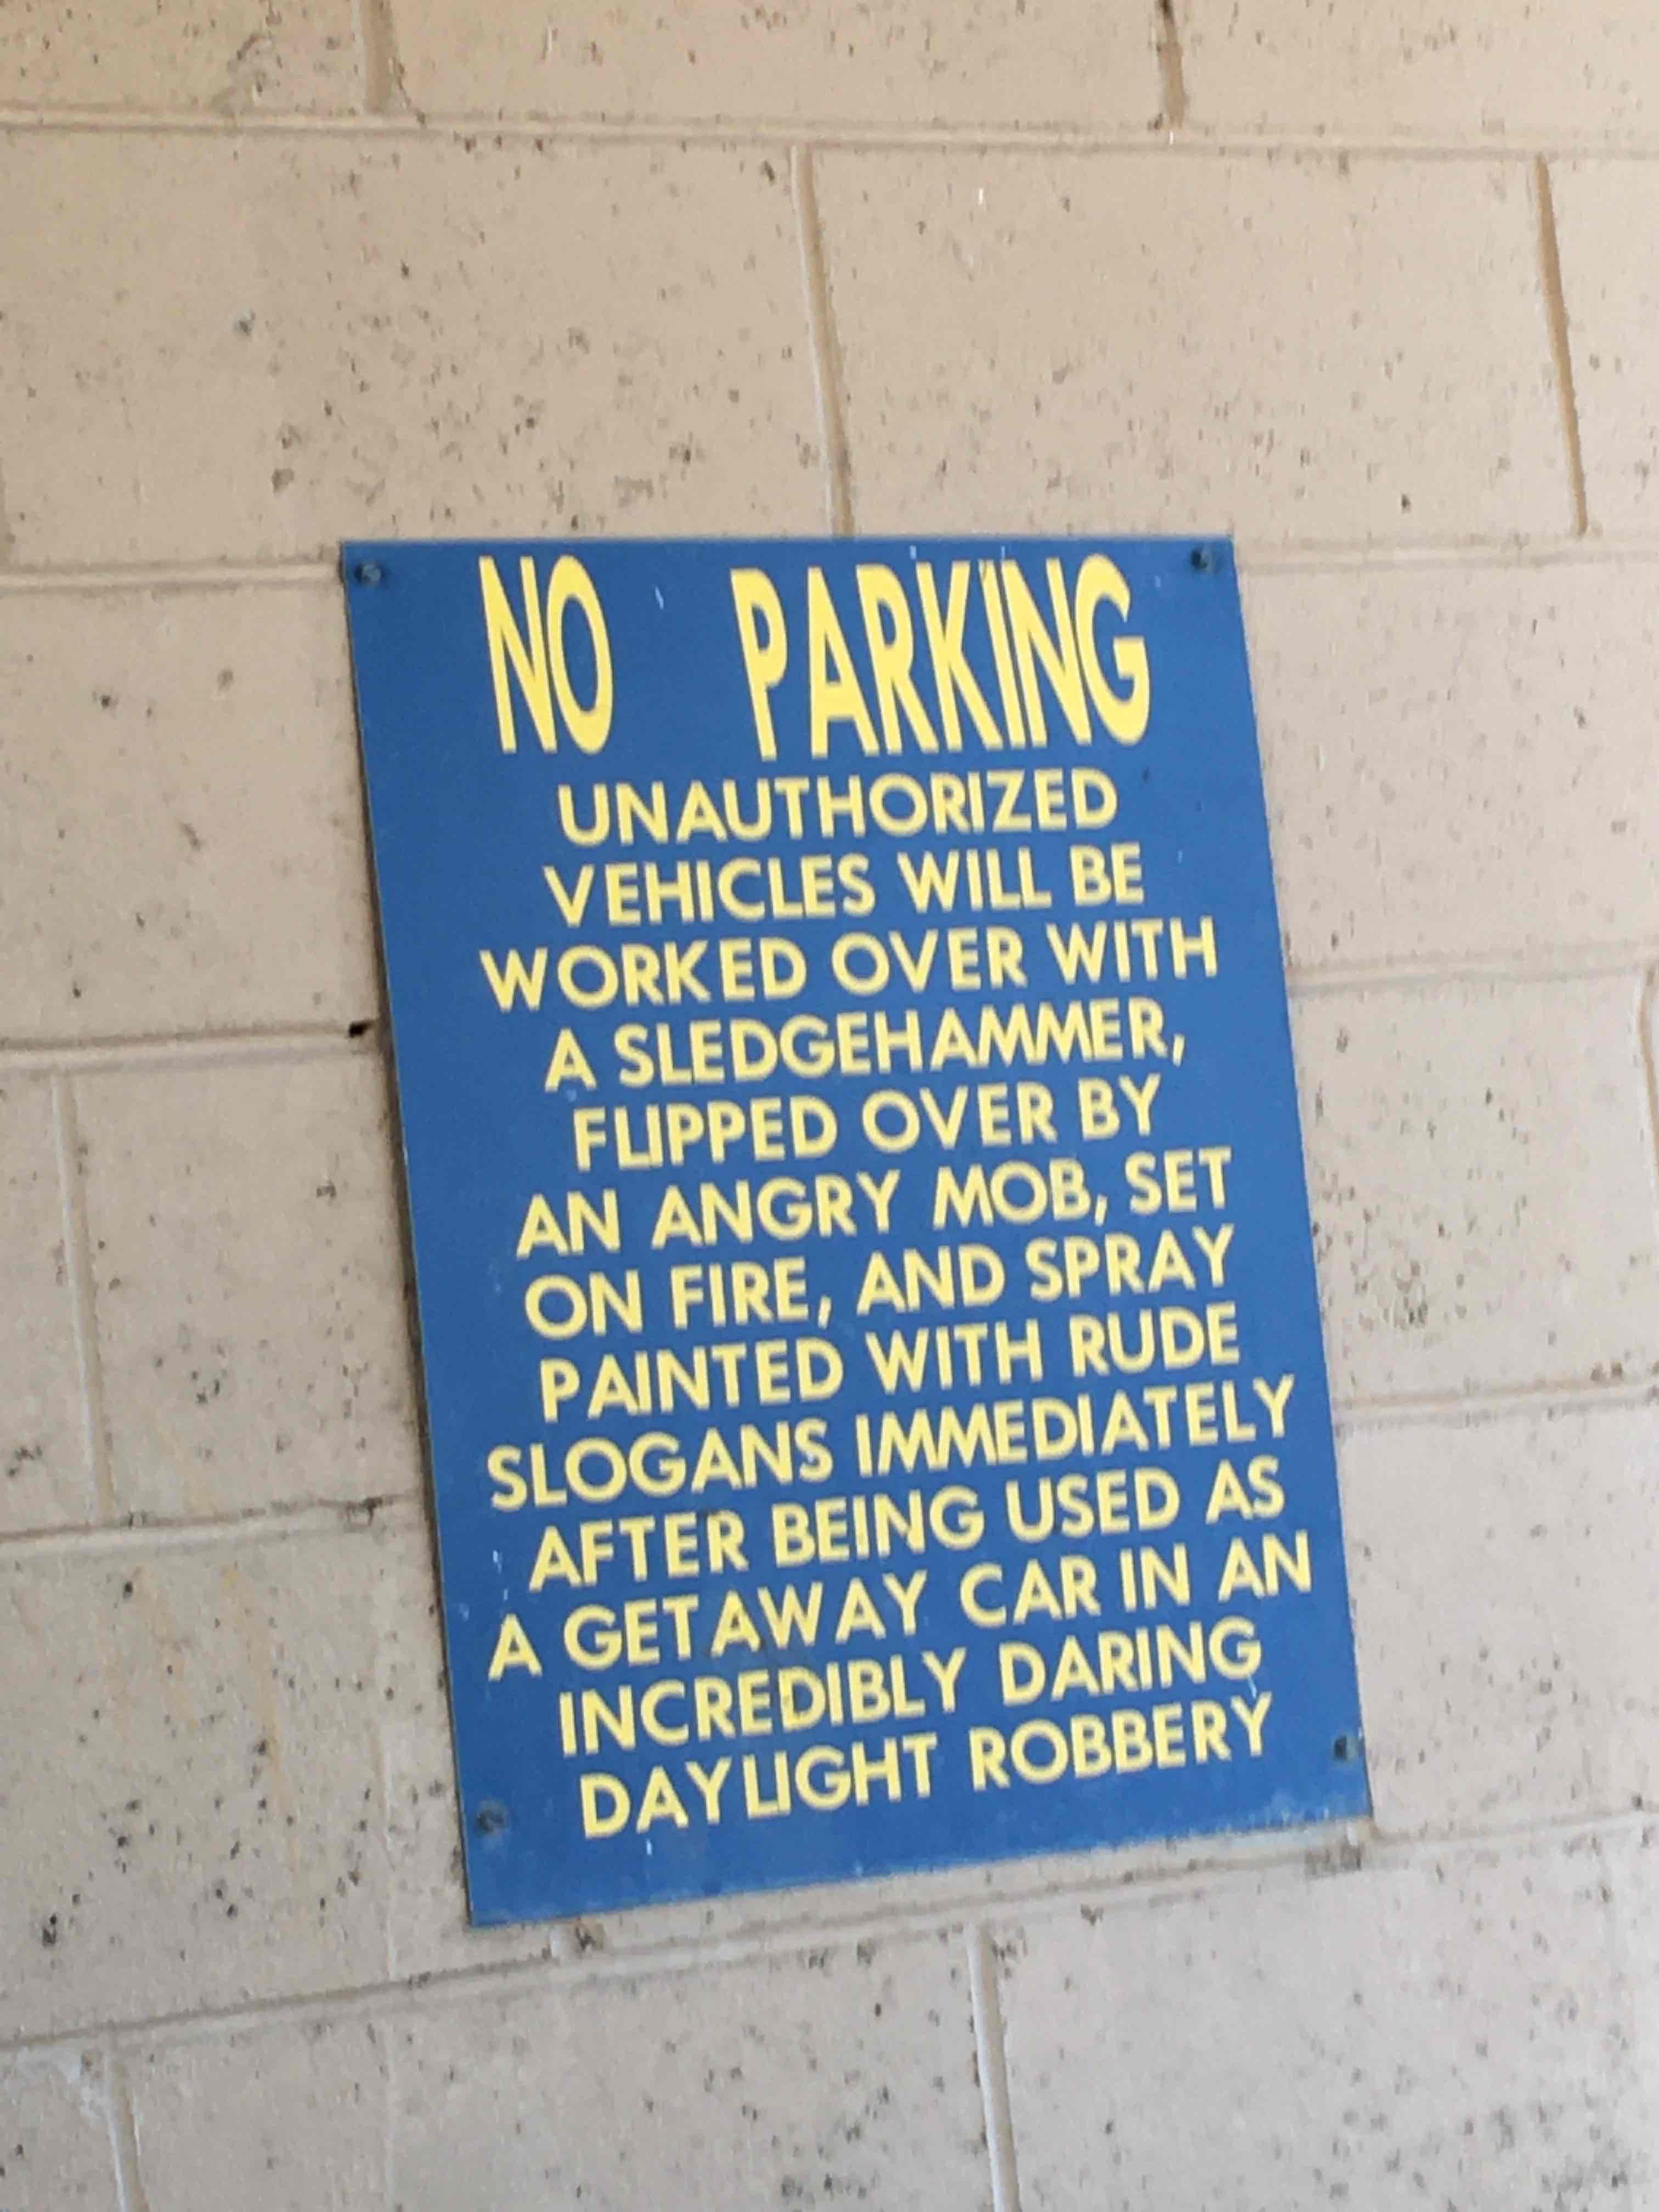 NO PARKING
UNAUTHORIZED
VEHICLES WILL BE
WORKED OVER WITH
A SLEDGEHAMMER,
FLIPPED OVER BY
AN ANGRY MOB, SET
ON FIRE, AND SPRAY
PAINTED WITH RUDE
SLOGANS IMMEDIATELY
AFTER BEING USED AS
A GETAWAY CAR IN AN
INCREDIBLY DARING
DAYLIGHT ROBBERY